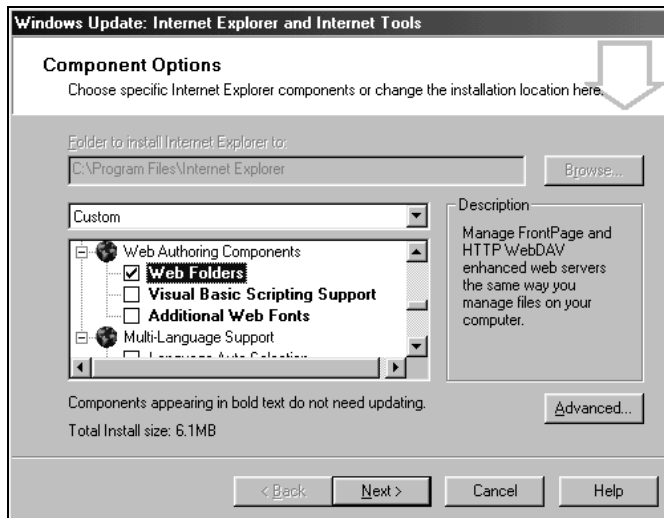 Windows Update: Internet Explorer and Internet Tools
Component Options
Choose specific Internet Explorer components or change the installation location here.
Folder to install Internet Explorer to:
C:\Program Files\Internet Explorer
Browse...
Custom
Web Authoring Components
Web Folders
Visual Basic Scripting Support
Additional Web Fonts
Multi-Language Support
Language Auto-Selection
Description
Manage FrontPage and
HTTP WebDAV
enhanced web servers
the same way you
manage files on your
computer.
Components appearing in bold text do not need updating.
Total Install size: 6.1MB
Advanced...
< Back
Next >
Cancel
Help